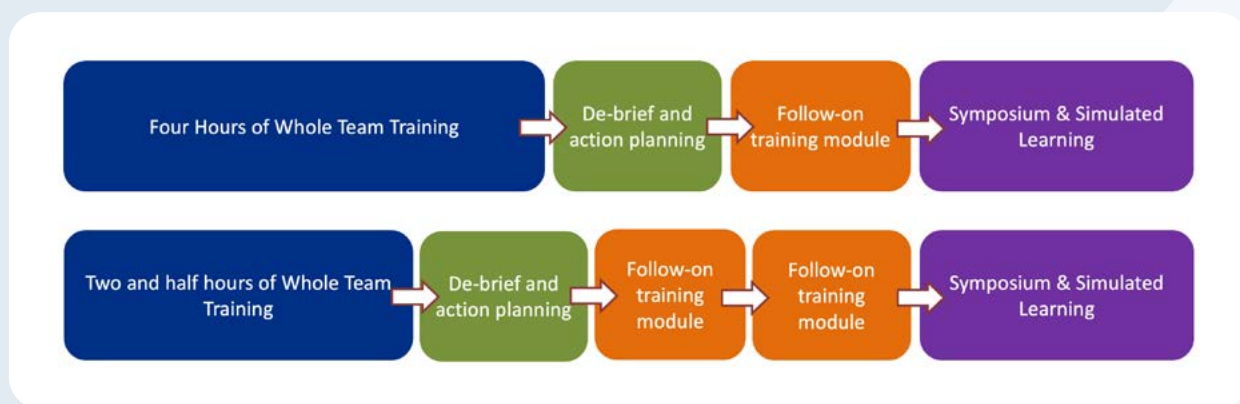 Four Hours of Whole Team Training
De-brief and
action planning
Follow-on
training module
Symposium & Simulated
Learning
Two and half hours of Whole Team
Training
De-brief and
action planning
Follow-on
training
module
Follow-on
training
module
Symposium & Simulated
Learning